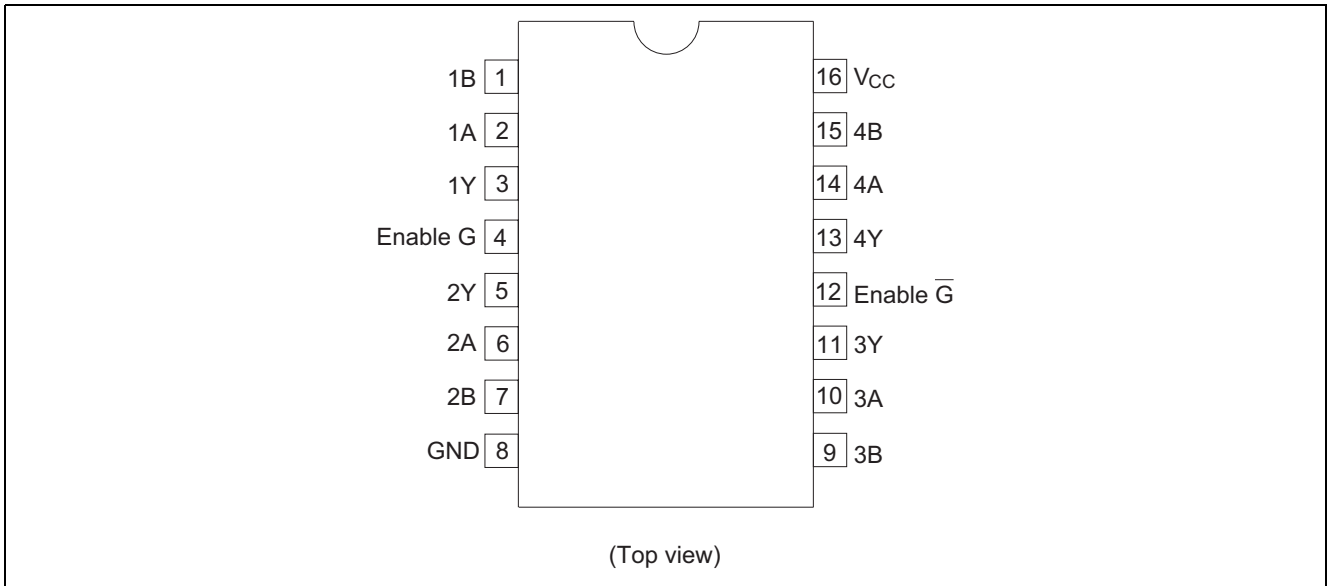 1B 1 16 VCC
1A 2 15 4B
1Y 3 14 4A
Enable G 4 13 4Y
2Y 5 12 Enable G̅
2A 6 11 3Y
2B 7 10 3A
GND 8 9 3B
(Top view)